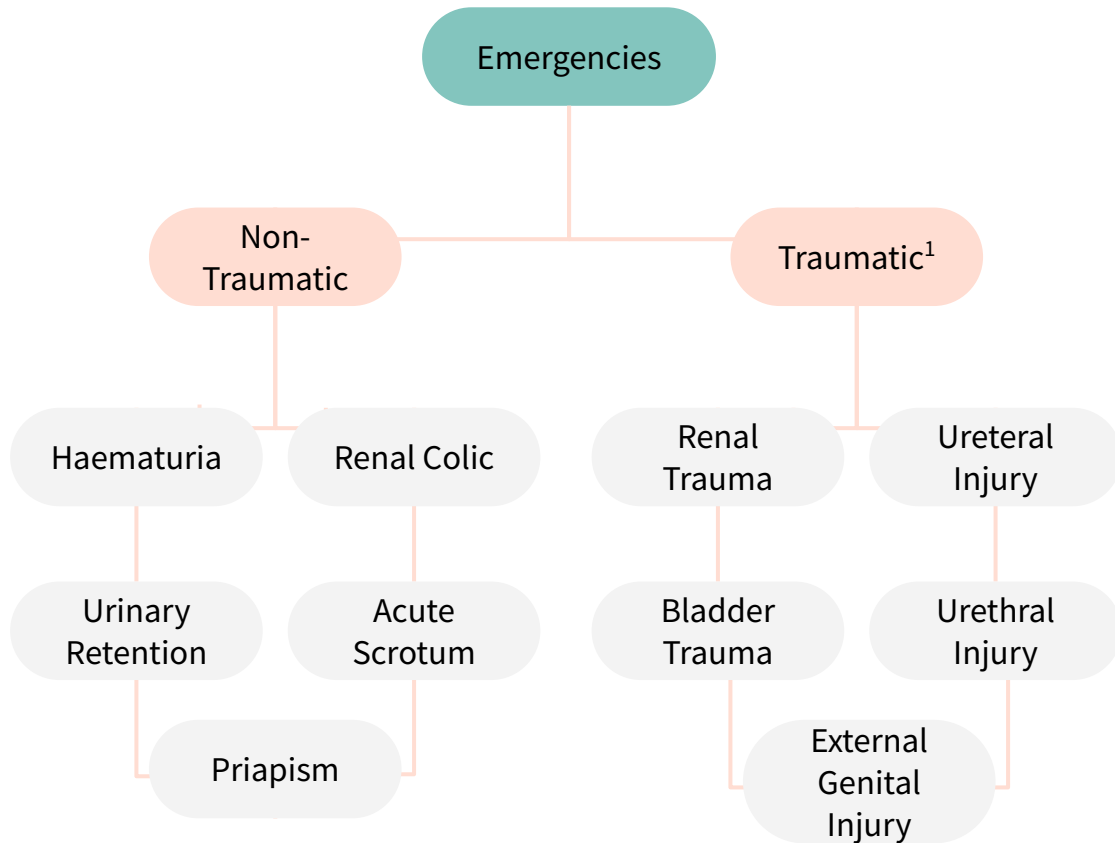 Emergencies
Non-
Traumatic
Traumatic¹
Haematuria
Renal Colic
Renal
Trauma
Ureteral
Injury
Urinary
Retention
Acute
Scrotum
Bladder
Trauma
Urethral
Injury
Priapism
External
Genital
Injury